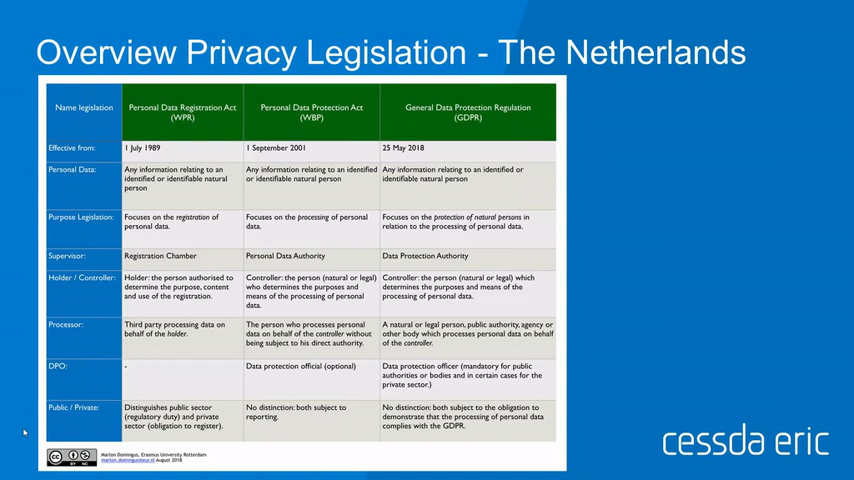 Overview Privacy Legislation - The Netherlands
Name legislation
Personal Data Registration Act
(WPR)
Personal Data Protection Act
(WBP)
General Data Protection Regulation
(GDPR)
Effective from:
1 July 1989
1 September 2001
25 May 2018
Personal Data:
Any information relating to an
identified or identifiable natural
person
Any information relating to an identified
or identifiable natural person
Any information relating to an identified or
identifiable natural person
Purpose Legislation:
Focuses on the registration of
personal data.
Focuses on the processing of personal
data.
Focuses on the protection of natural persons in
relation to the processing of personal data.
Supervisor:
Registration Chamber
Personal Data Authority
Data Protection Authority
Holder / Controller:
Holder: the person authorised to
determine the purpose, content
and use of the registration.
Controller: the person (natural or legal)
who determines the purposes and
means of the processing of personal
data.
Controller: the person (natural or legal) which
determines the purposes and means of the
processing of personal data.
Processor:
Third party processing data on
behalf of the holder.
The person who processes personal
data on behalf of the controller without
being subject to his direct authority.
A natural or legal person, public authority, agency or
other body which processes personal data on behalf
of the controller.
DPO:
-
Data protection official (optional)
Data protection officer (mandatory for public
authorities or bodies and in certain cases for the
private sector.)
Public / Private:
Distinguishes public sector
(regulatory duty) and private
sector (obligation to register).
No distinction: both subject to
reporting.
No distinction: both subject to the obligation to
demonstrate that the processing of personal data
complies with the GDPR.
cc
BY NC
Marlon Domingus, Erasmus University Rotterdam
marlon.domingus@eur.nl August 2018
cessda eric